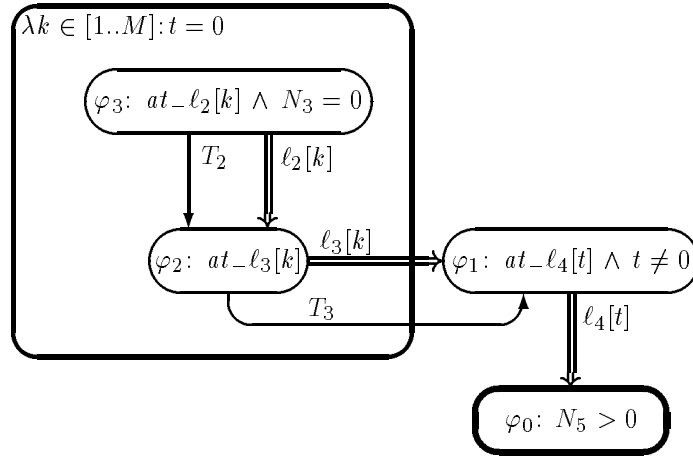 λk ∈ [1..M]: t = 0
φ₃: at_ℓ₂[k] ∧ N₃ = 0
T₂
ℓ₂[k]
φ₂: at_ℓ₃[k]
ℓ₃[k]
φ₁: at_ℓ₄[t] ∧ t ≠ 0
T₃
ℓ₄[t]
φ₀: N₅ > 0